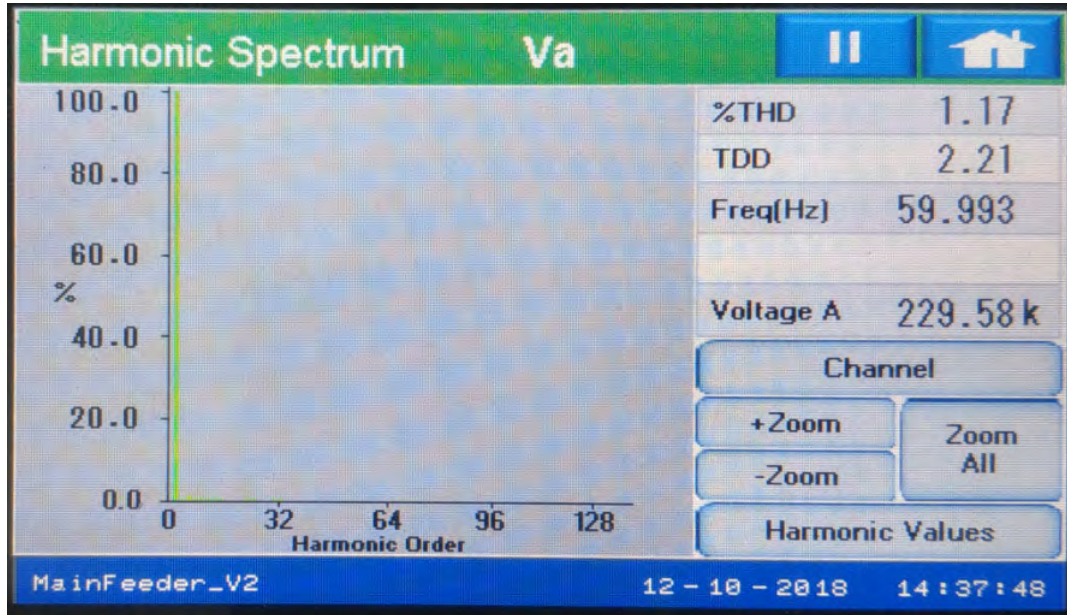 Harmonic Spectrum Va
100.0
80.0
60.0
%
40.0
20.0
0.0
0 32 64 96 128
Harmonic Order
%THD 1.17
TDD 2.21
Freq(Hz) 59.993
Voltage A 229.58 k
Channel
+Zoom
-Zoom
Zoom
All
Harmonic Values
MainFeeder_V2 12-10-2018 14:37:48